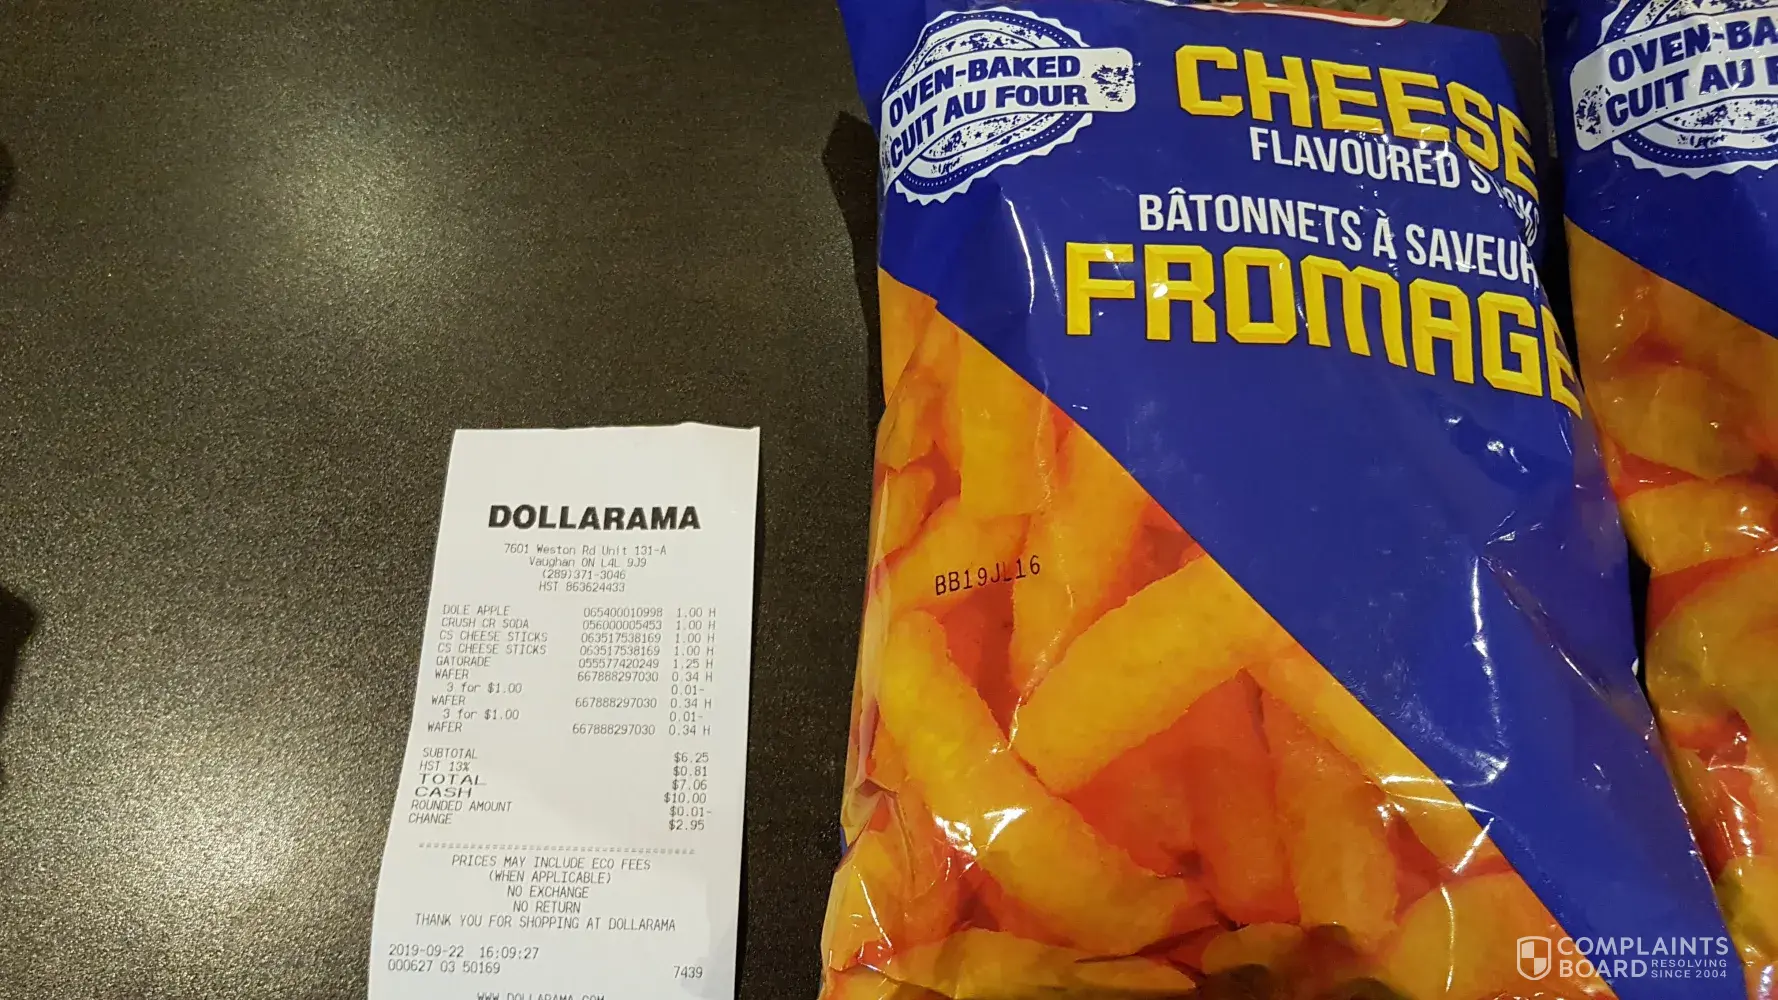 DOLLARAMA
7601 Weston Rd Unit 131-A
Vaughan ON L4L 9J9
(289)371-3046
HST 863624433
DOLE APPLE 065400010998 1.00 H
CRUSH CR SODA 056000005453 1.00 H
CS CHEESE STICKS 063517538169 1.00 H
CS CHEESE STICKS 063517538169 1.00 H
GATORADE 055577420249 1.25 H
WAFER 667888297030 0.34 H
3 for $1.00 0.01-
WAFER 667888297030 0.34 H
3 for $1.00 0.01-
WAFER 667888297030 0.34 H
SUBTOTAL $6.25
HST 13% $0.81
TOTAL $7.06
CASH $10.00
ROUNDED AMOUNT $0.01-
CHANGE $2.95
PRICES MAY INCLUDE ECO FEES
(WHEN APPLICABLE)
NO EXCHANGE
NO RETURN
THANK YOU FOR SHOPPING AT DOLLARAMA
2019-09-22 16:09:27
000627 03 50169 7439
WWW.DOLLARAMA.COM
OVEN-BAKED
CUIT AU FOUR
CHEESE
FLAVOURED STICKS
BÂTONNETS À SAVEUR
FROMAGE
BB19JL16
OVEN-BA
CUIT AU F
COMPLAINTS
BOARD RESOLVING
SINCE 2004